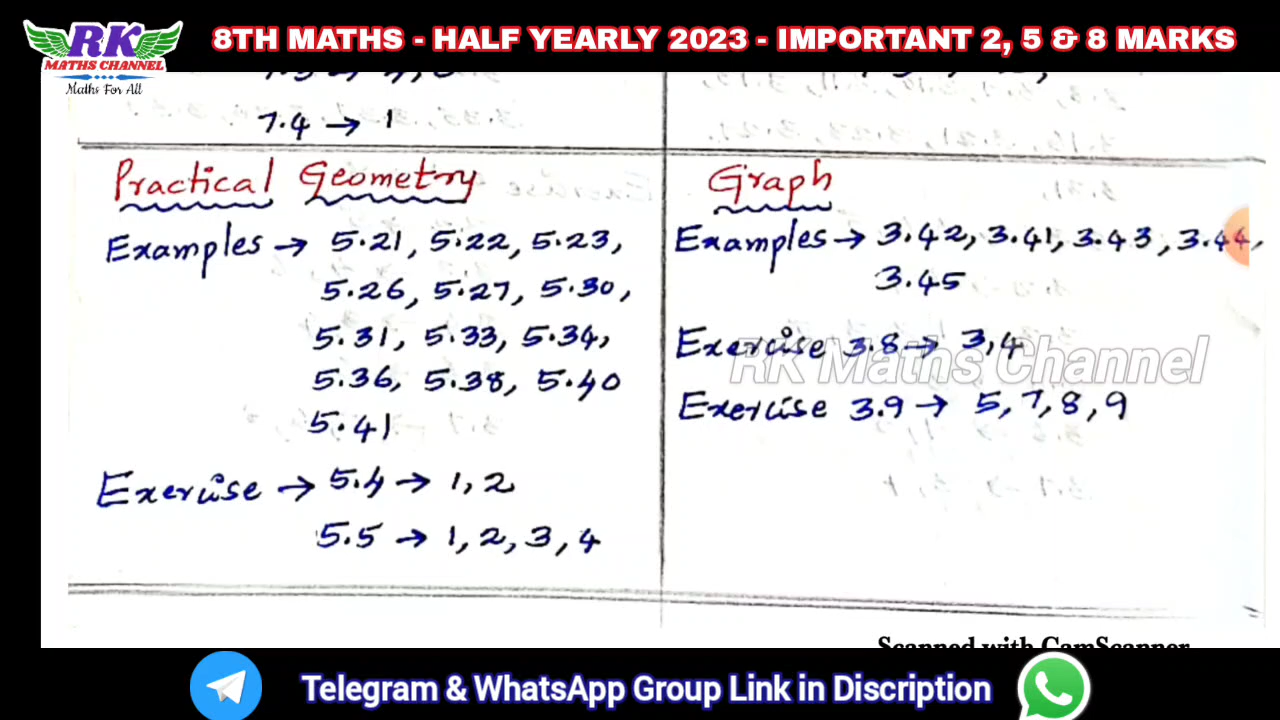 RK
MATHS CHANNEL
Maths For All
8TH MATHS - HALF YEARLY 2023 - IMPORTANT 2, 5 & 8 MARKS
7.4 → 1
Practical Geometry
Examples → 5.21, 5.22, 5.23,
5.26, 5.27, 5.30,
5.31, 5.33, 5.34,
5.36, 5.38, 5.40
5.41
Exercise → 5.4 → 1, 2
5.5 → 1, 2, 3, 4
Graph
Examples → 3.42, 3.41, 3.43, 3.44,
3.45
Exercise 3.8 → 3, 4
Exercise 3.9 → 5, 7, 8, 9
RK Maths Channel
Scanned with CamScanner
Telegram & WhatsApp Group Link in Discription